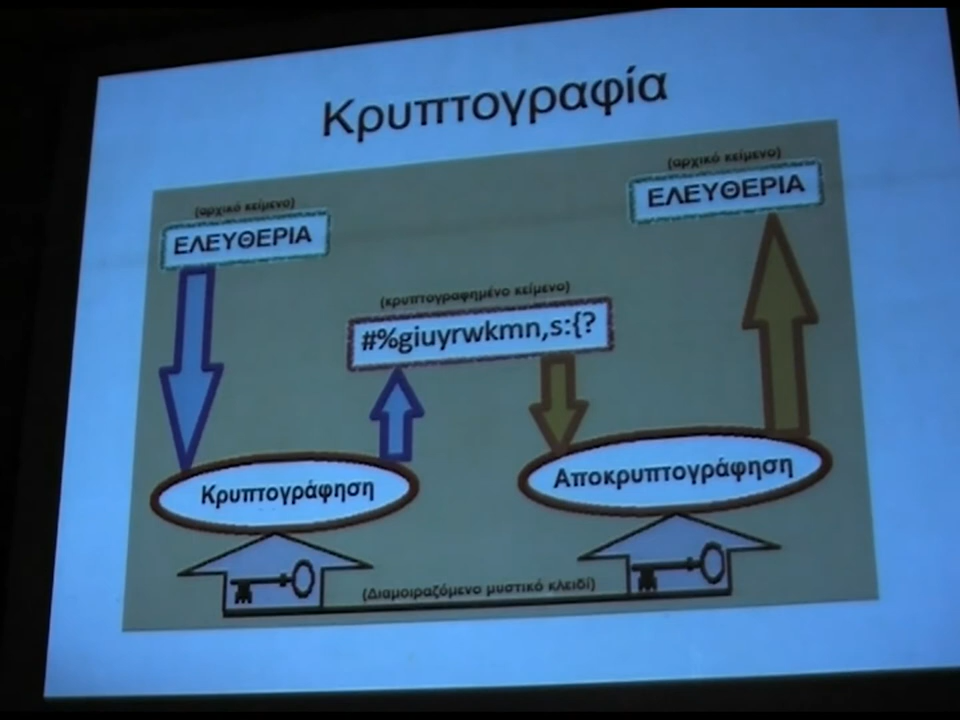 Κρυπτογραφία
(αρχικό κείμενο)
ΕΛΕΥΘΕΡΙΑ
(αρχικό κείμενο)
ΕΛΕΥΘΕΡΙΑ
(κρυπτογραφημένο κείμενο)
#%giuyrwkmn,s:{?
Κρυπτογράφηση
Αποκρυπτογράφηση
(Διαμοιραζόμενο μυστικό κλειδί)